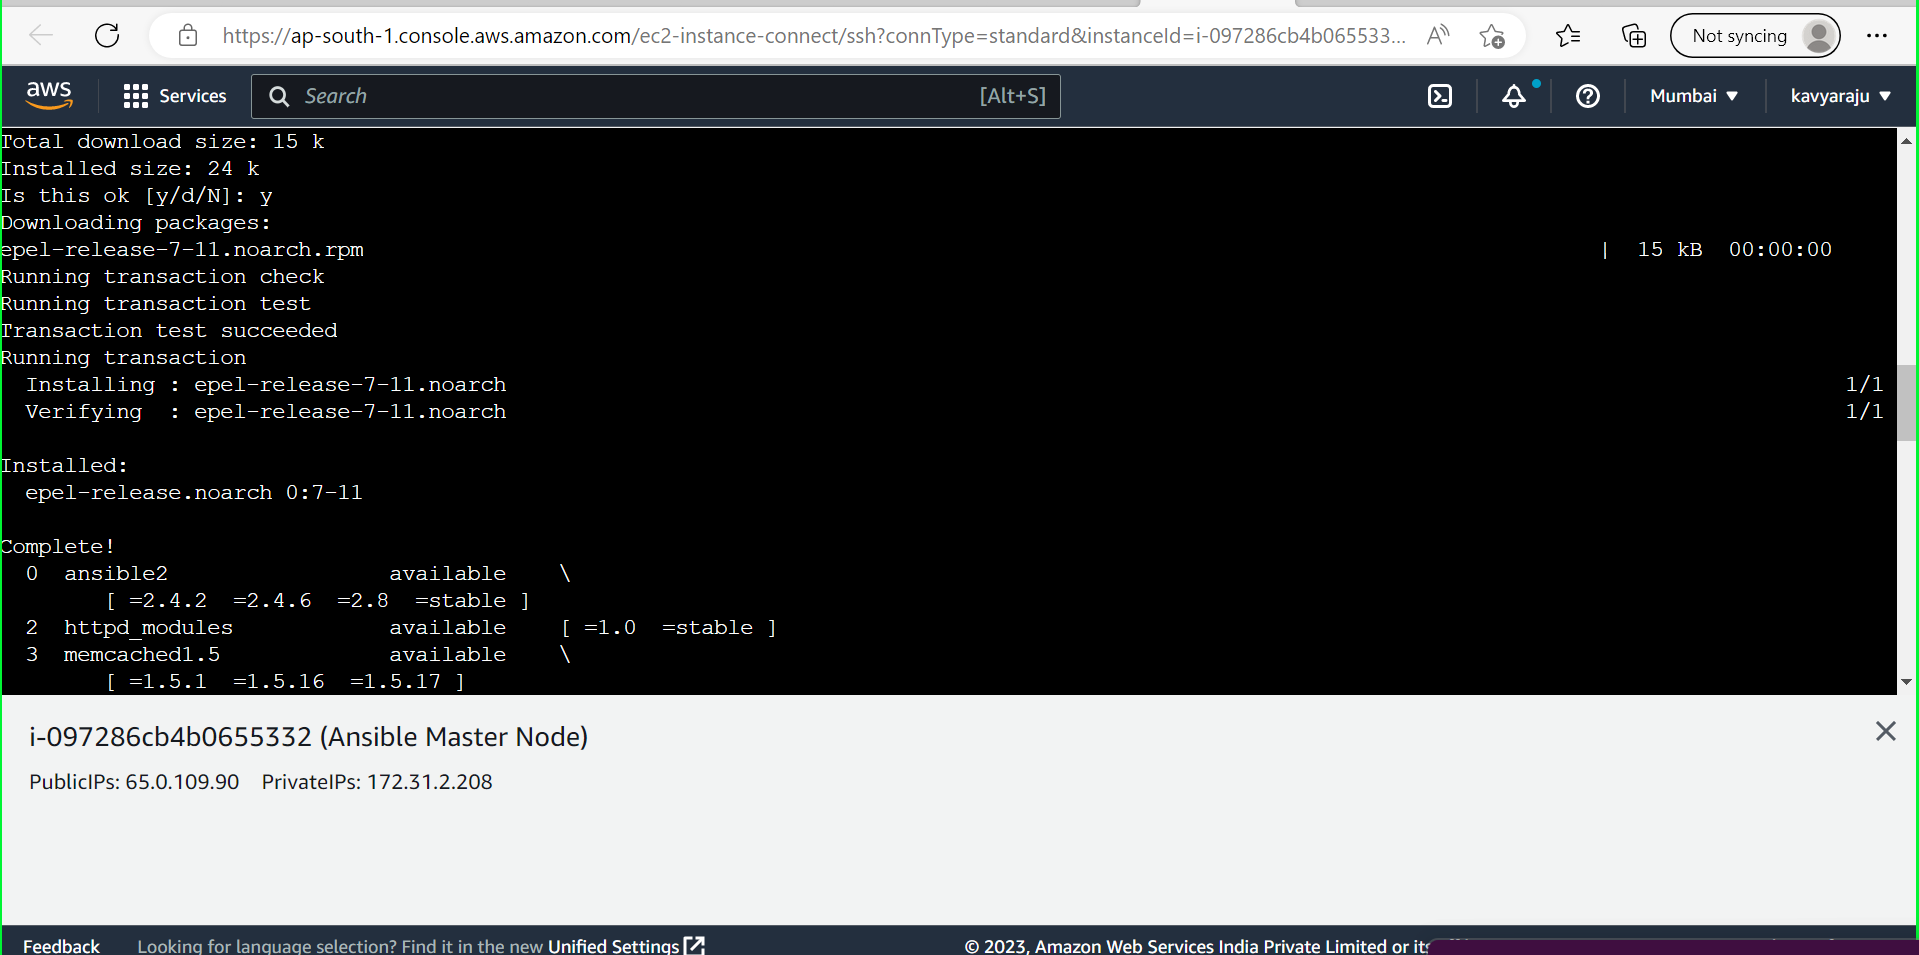 https://ap-south-1.console.aws.amazon.com/ec2-instance-connect/ssh?connType=standard&instanceId=i-097286cb4b065533...
Not syncing
aws
Services
Search
[Alt+S]
Mumbai
kavyaraju
Total download size: 15 k
Installed size: 24 k
Is this ok [y/d/N]: y
Downloading packages:
epel-release-7-11.noarch.rpm | 15 kB 00:00:00
Running transaction check
Running transaction test
Transaction test succeeded
Running transaction
Installing : epel-release-7-11.noarch 1/1
Verifying : epel-release-7-11.noarch 1/1
Installed:
epel-release.noarch 0:7-11
Complete!
0 ansible2 available \
[ =2.4.2 =2.4.6 =2.8 =stable ]
2 httpd_modules available [ =1.0 =stable ]
3 memcached1.5 available \
[ =1.5.1 =1.5.16 =1.5.17 ]
i-097286cb4b0655332 (Ansible Master Node)
PublicIPs: 65.0.109.90 PrivateIPs: 172.31.2.208
Feedback
Looking for language selection? Find it in the new Unified Settings
© 2023, Amazon Web Services India Private Limited or its